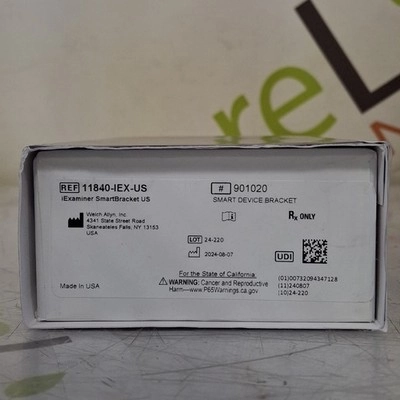 reL
REF 11840-IEX-US
iExaminer SmartBracket US
# 901020
SMART DEVICE BRACKET
Welch Allyn, Inc.
4341 State Street Road
Skaneateles Falls, NY 13153
USA
Rx ONLY
LOT 24-220
2024-08-07
UDI
For the State of California:
WARNING: Cancer and Reproductive
Harm---www.P65Warnings.ca.gov
Made In USA
(01)00732094347128
(11)240807
(10)24-220